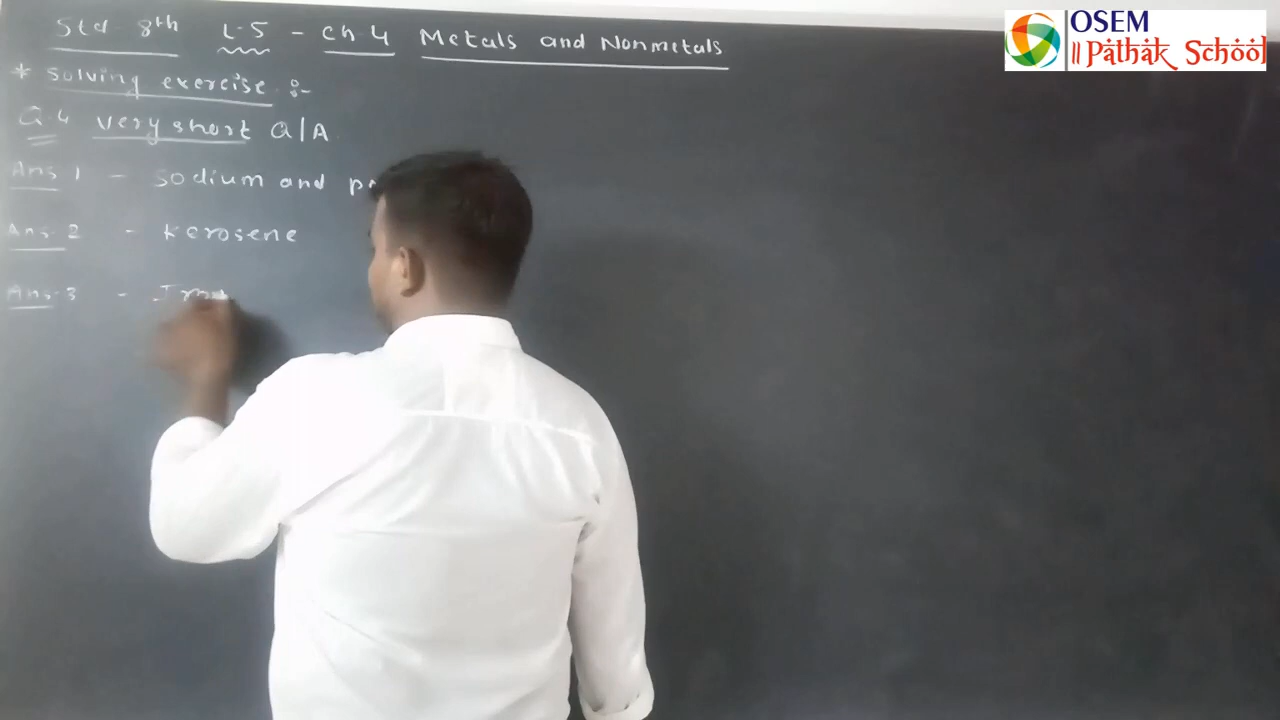 Std 8th L-5 - Ch 4 Metals and Nonmetals
* Solving exercise :-
Q.4 Very short Q/A
Ans 1 - Sodium and
Ans 2 - Kerosene
Ans 3 -
OSEM
|| Pathak School